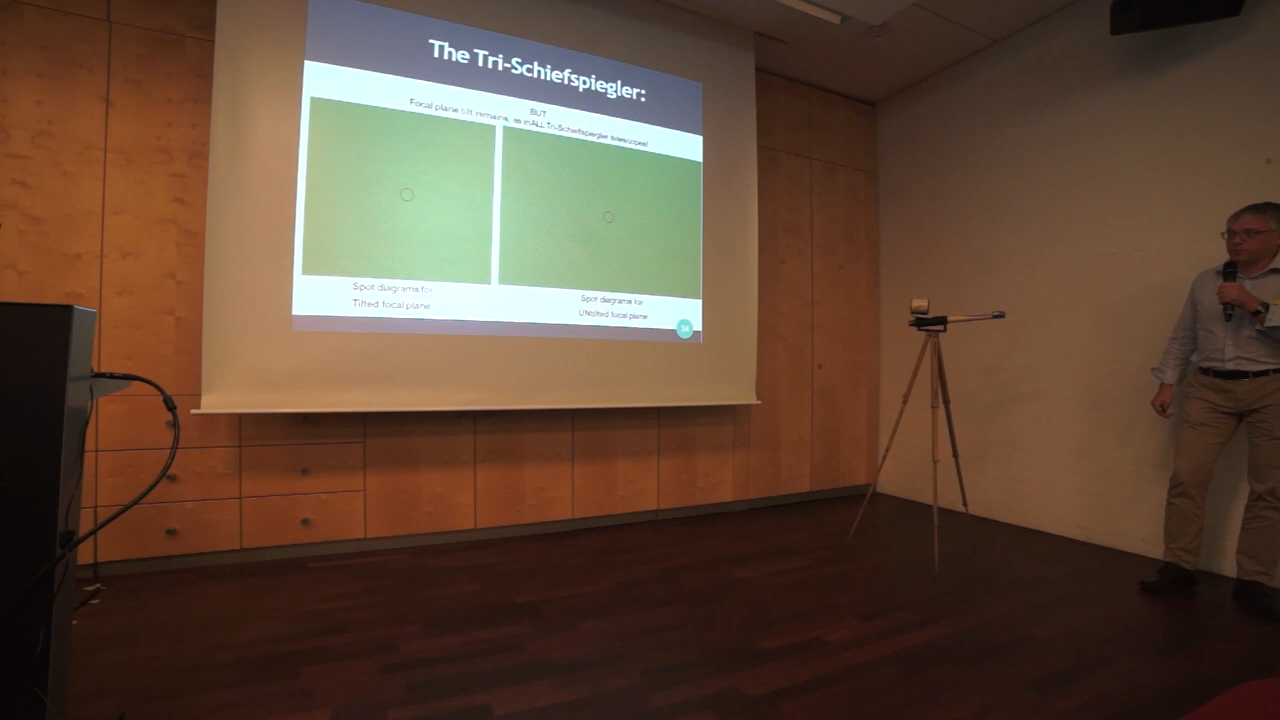 The Tri-Schiefspiegler:
BUT
Focal plane tilt remains, as in ALL Tri-Schiefspiegler telescopes!
Spot diagrams for
Tilted focal plane
Spot diagrams for
UNtilted focal plane
34